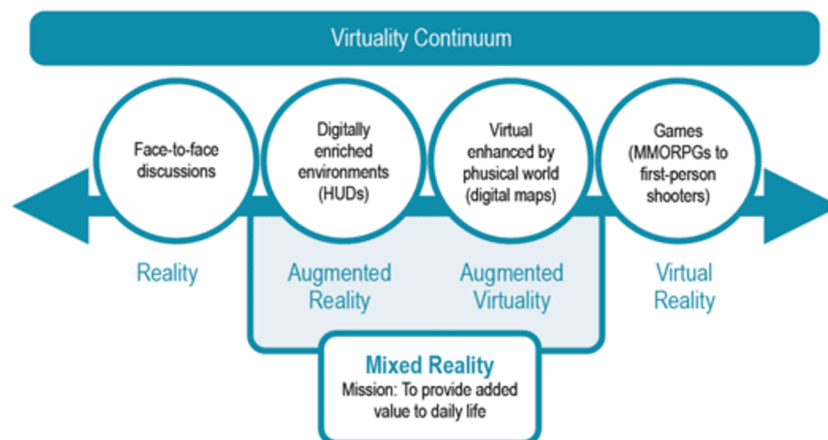 Virtuality Continuum
Face-to-face
discussions
Digitally
enriched
environments
(HUDs)
Virtual
enhanced by
phusical world
(digital maps)
Games
(MMORPGs to
first-person
shooters)
Reality
Augmented
Reality
Augmented
Virtuality
Virtual
Reality
Mixed Reality
Mission: To provide added
value to daily life